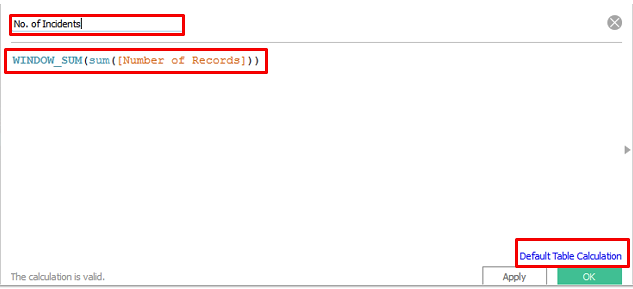 No. of Incidents
WINDOW_SUM(sum([Number of Records]))
Default Table Calculation
The calculation is valid.
Apply
OK